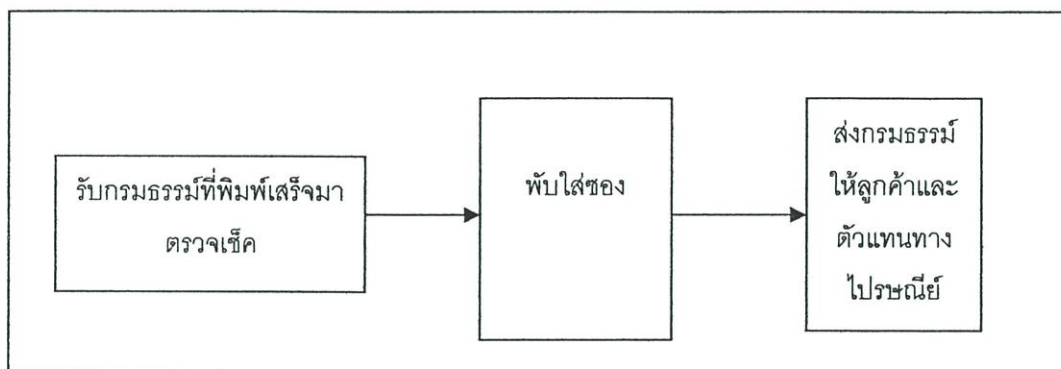 รับกรมธรรม์ที่พิมพ์เสร็จมา
ตรวจเช็ค
พับใส่ซอง
ส่งกรมธรรม์
ให้ลูกค้าและ
ตัวแทนทาง
ไปรษณีย์